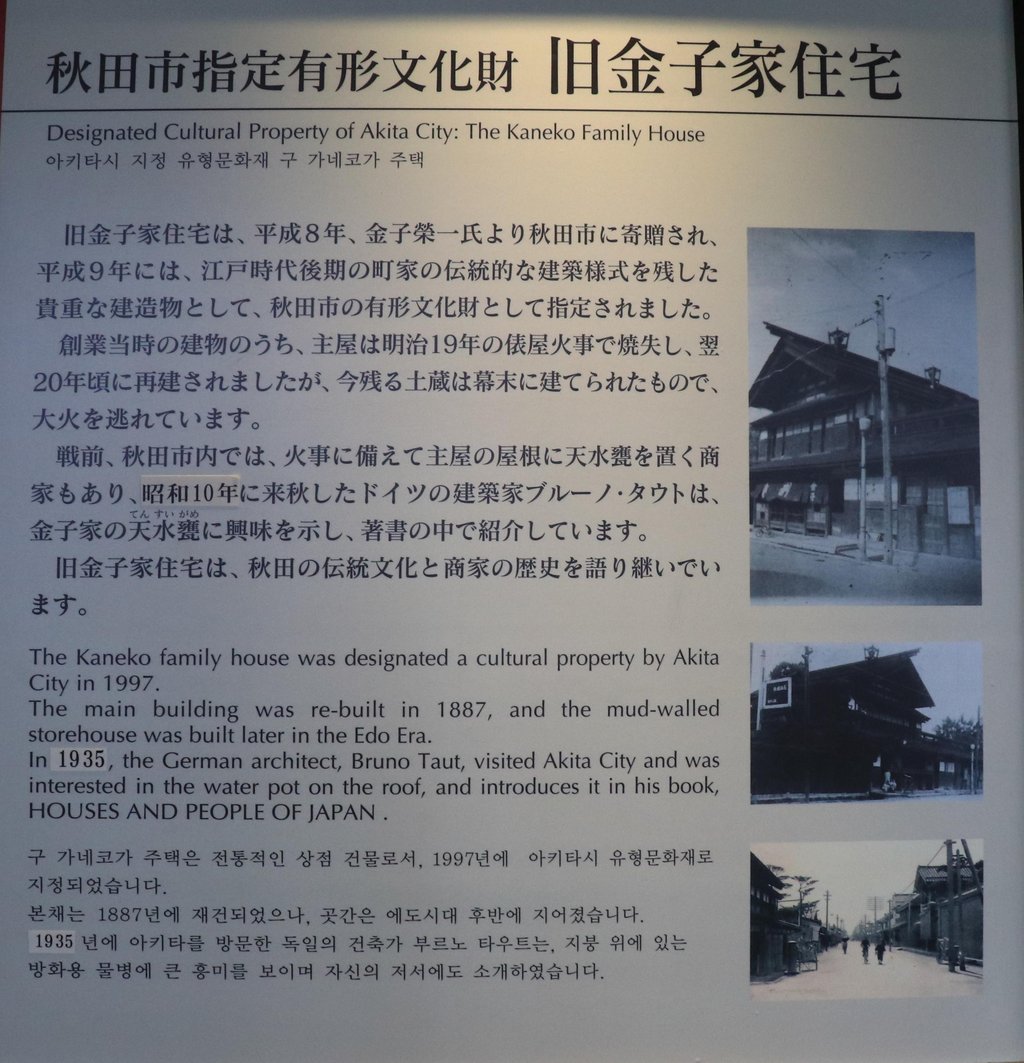 秋田市指定有形文化財 旧金子家住宅
Designated Cultural Property of Akita City: The Kaneko Family House
아키타시 지정 유형문화재 구 가네코가 주택
旧金子家住宅は、平成8年、金子榮一氏より秋田市に寄贈され、
平成9年には、江戸時代後期の町家の伝統的な建築様式を残した
貴重な建造物として、秋田市の有形文化財として指定されました。
創業当時の建物のうち、主屋は明治19年の俵屋火事で焼失し、翌
20年頃に再建されましたが、今残る土蔵は幕末に建てられたもので、
大火を逃れています。
戦前、秋田市内では、火事に備えて主屋の屋根に天水甕を置く商
家もあり、昭和10年に来秋したドイツの建築家ブルーノ・タウトは、
てん すい がめ
金子家の天水甕に興味を示し、著書の中で紹介しています。
旧金子家住宅は、秋田の伝統文化と商家の歴史を語り継いでい
ます。
The Kaneko family house was designated a cultural property by Akita
City in 1997.
The main building was re-built in 1887, and the mud-walled
storehouse was built later in the Edo Era.
In 1935, the German architect, Bruno Taut, visited Akita City and was
interested in the water pot on the roof, and introduces it in his book,
HOUSES AND PEOPLE OF JAPAN .
구 가네코가 주택은 전통적인 상점 건물로서, 1997년에 아키타시 유형문화재로
지정되었습니다.
본채는 1887년에 재건되었으나, 곳간은 에도시대 후반에 지어졌습니다.
1935 년에 아키타를 방문한 독일의 건축가 부르노 타우트는, 지붕 위에 있는
방화용 물병에 큰 흥미를 보이며 자신의 저서에도 소개하였습니다.